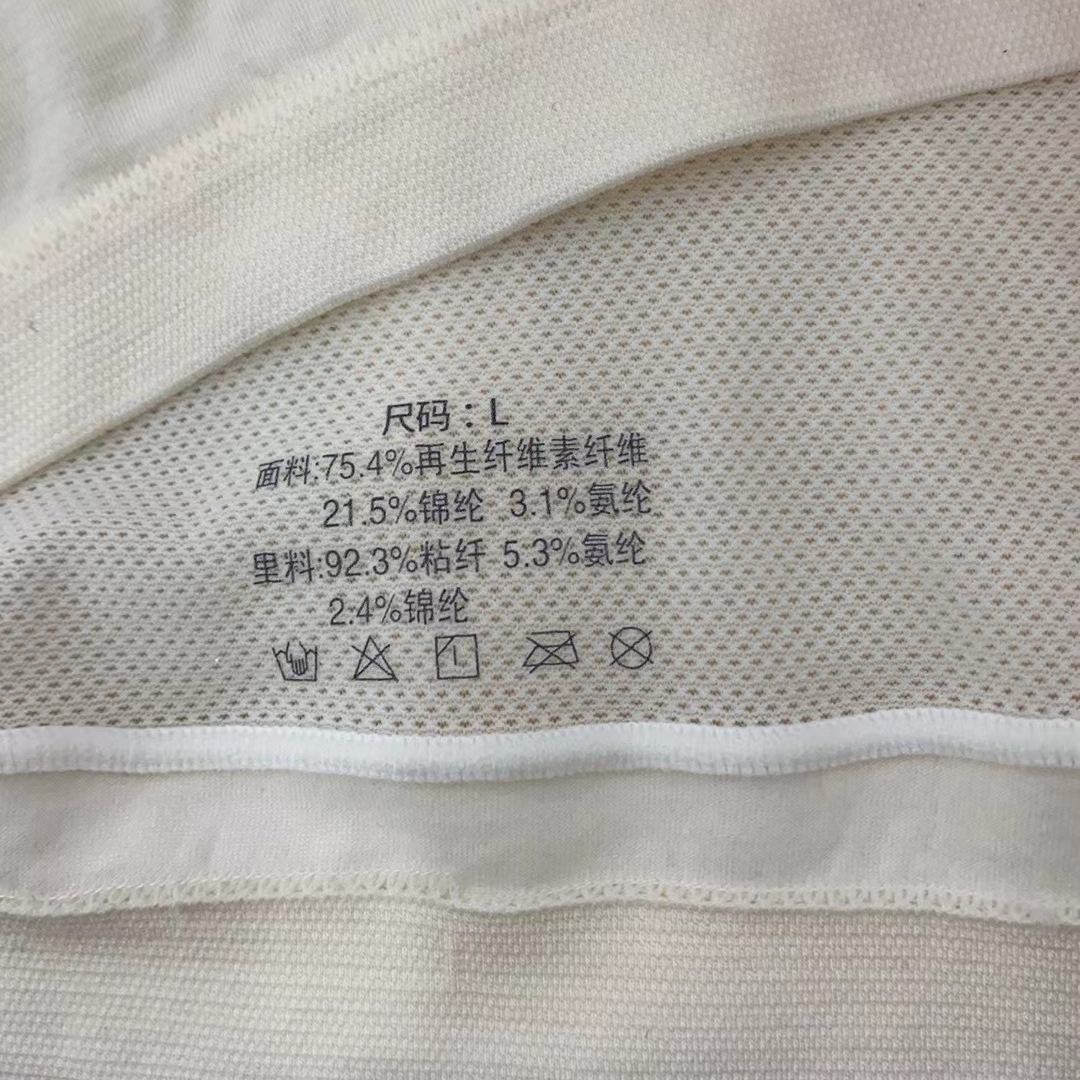 尺码：L
面料:75.4%再生纤维素纤维
21.5%锦纶 3.1%氨纶
里料:92.3%粘纤 5.3%氨纶
2.4%锦纶